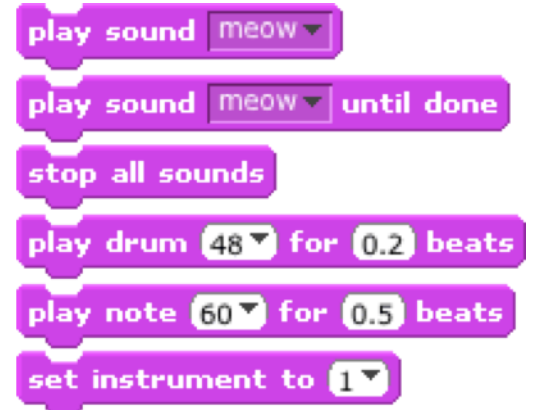 play sound meow
play sound meow until done
stop all sounds
play drum 48 for 0.2 beats
play note 60 for 0.5 beats
set instrument to 1